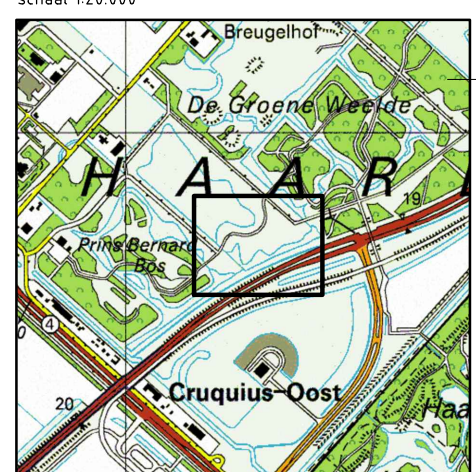 schaal 1:20.000
Breugelhof
De Groene Weelde
H A A R
19
Prins Bernard
Bos
4
Cruquius-Oost
20
Haa